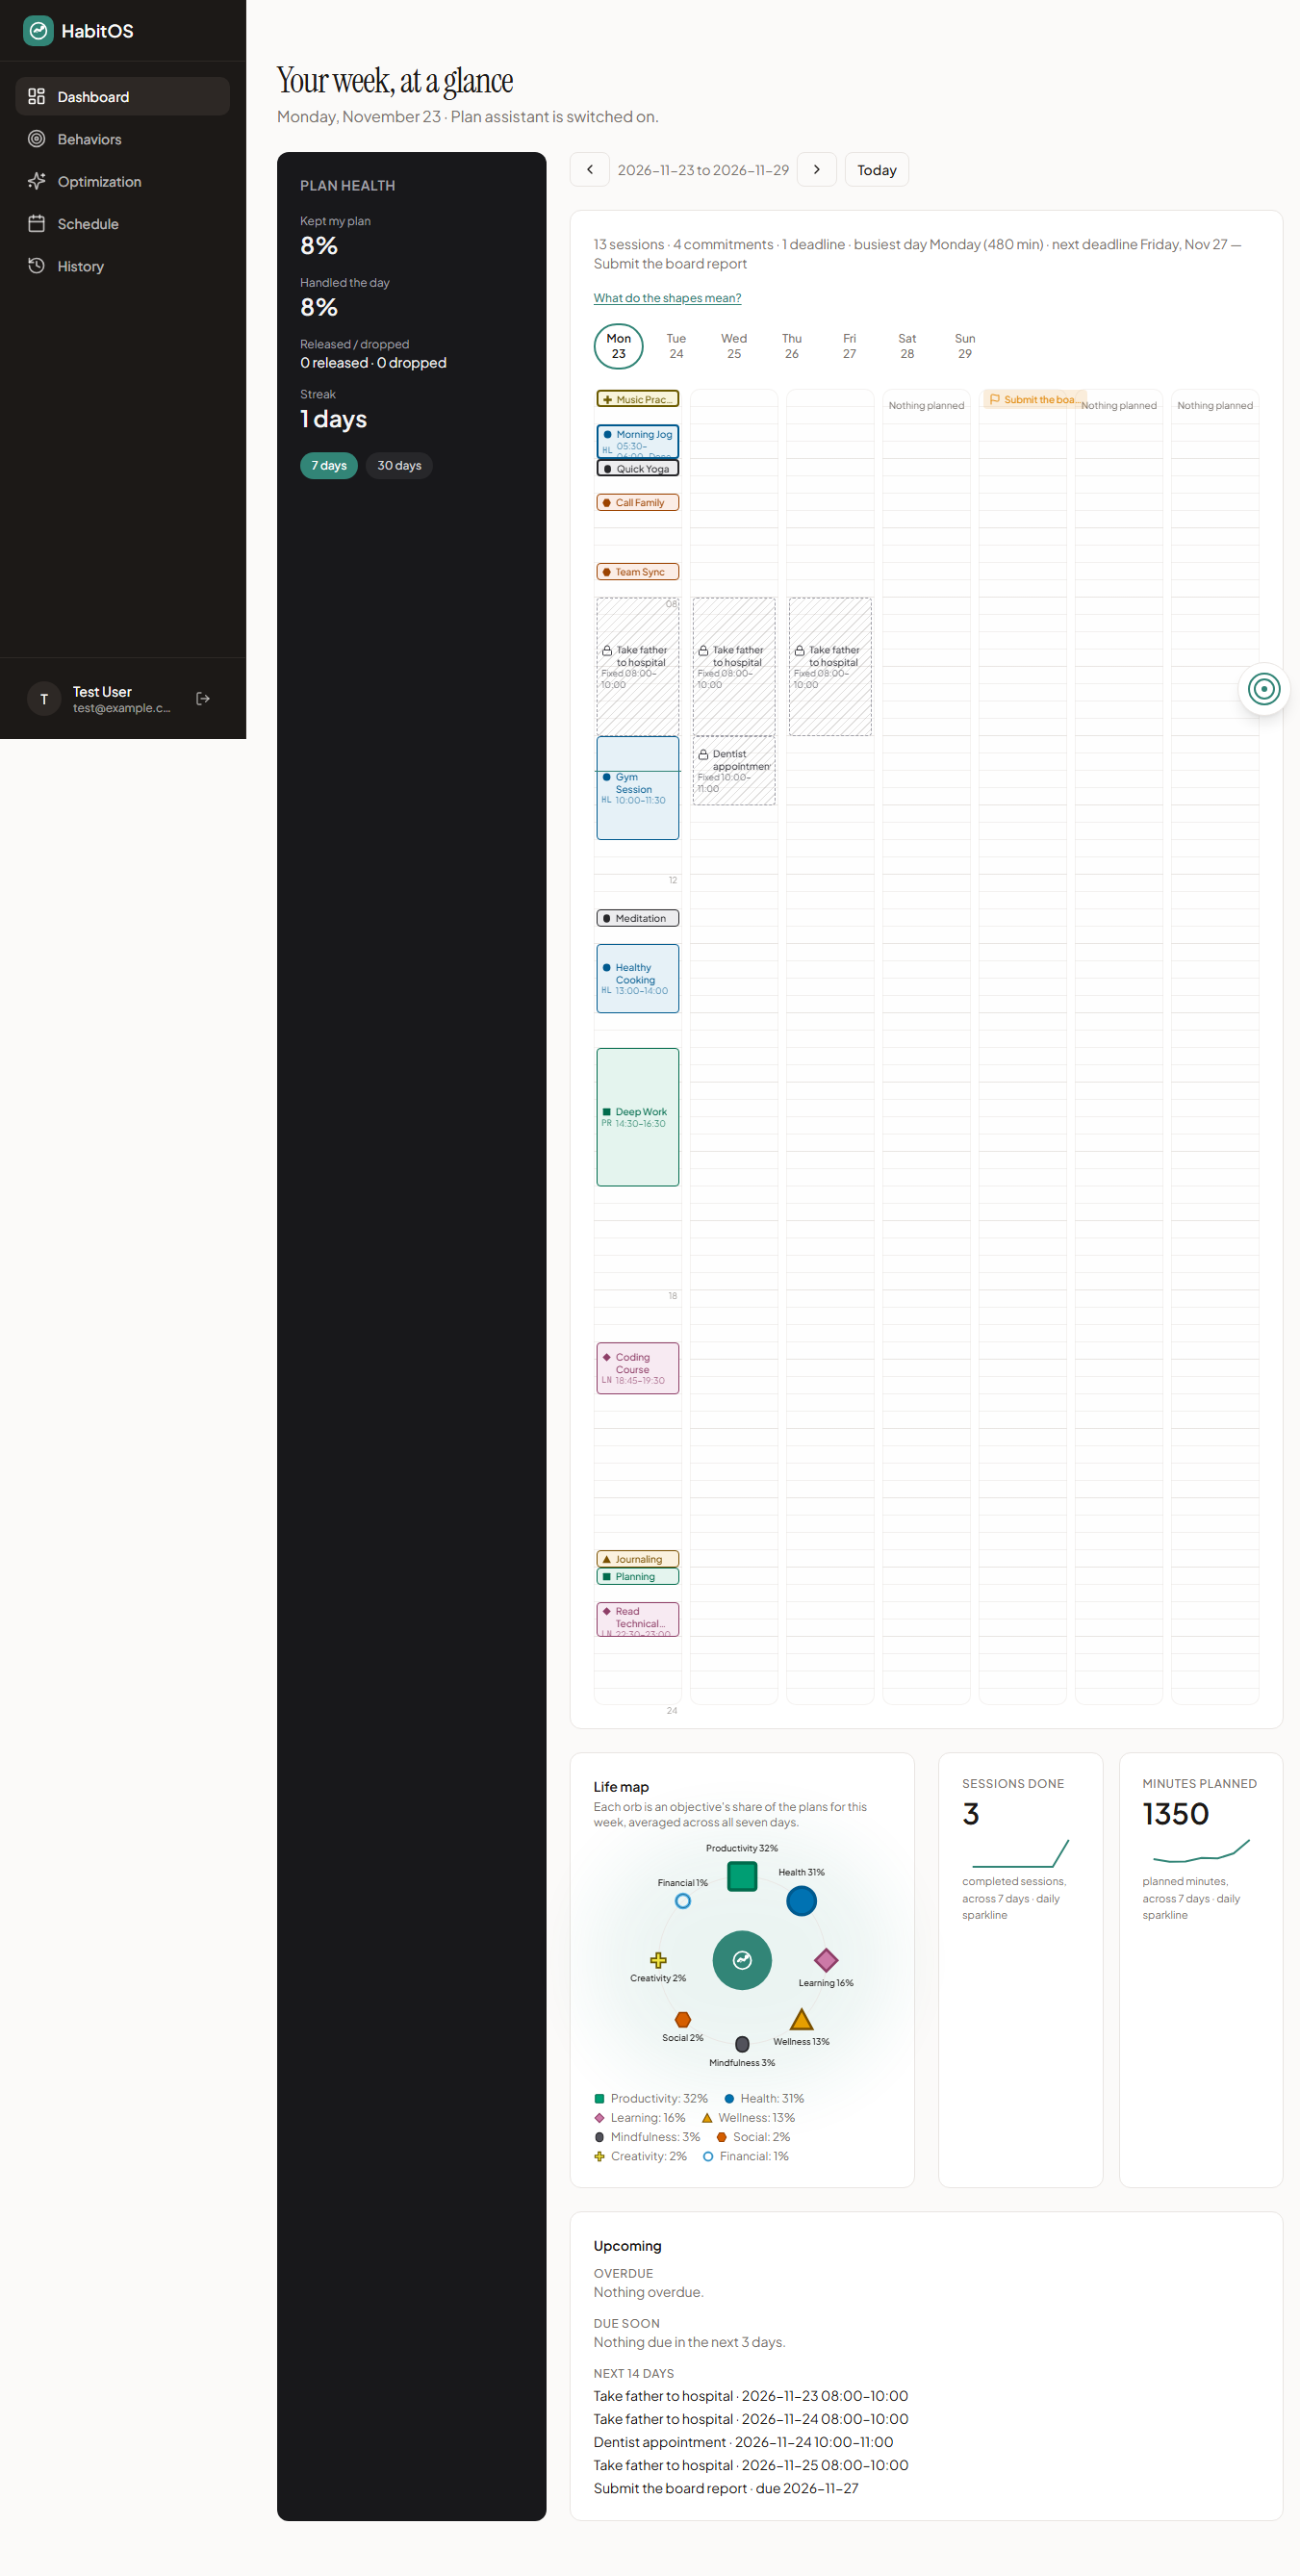 HabitOS
Dashboard
Behaviors
Optimization
Schedule
History
T
Test User
test@example.c...
Your week, at a glance
Monday, November 23 · Plan assistant is switched on.
PLAN HEALTH
Kept my plan
8%
Handled the day
8%
Released / dropped
0 released · 0 dropped
Streak
1 days
7 days
30 days
2026-11-23 to 2026-11-29
Today
13 sessions · 4 commitments · 1 deadline · busiest day Monday (480 min) · next deadline Friday, Nov 27 —
Submit the board report
What do the shapes mean?
Mon Tue Wed Thu Fri Sat Sun
23 24 25 26 27 28 29
Music Prac...
Morning Jog
HL 05:30–
Quick Yoga
Call Family
Team Sync
08
Take father
to hospital
Fixed 08:00–
10:00
Gym
Session
HL 10:00–11:30
12
Meditation
Healthy
Cooking
HL 13:00–14:00
Deep Work
PR 14:30–16:30
18
Coding
Course
LN 18:45–19:30
Journaling
Planning
Read
Technical...
LN 22:30–23:00
24
Take father
to hospital
Fixed 08:00–
10:00
Dentist
appointmen
Fixed 10:00–
11:00
Take father
to hospital
Fixed 08:00–
10:00
Nothing planned
Submit the boa...
Nothing planned
Nothing planned
Life map
Each orb is an objective's share of the plans for this
week, averaged across all seven days.
Productivity 32%
Health 31%
Financial 1%
Creativity 2%
Learning 16%
Social 2%
Wellness 13%
Mindfulness 3%
Productivity: 32% Health: 31%
Learning: 16% Wellness: 13%
Mindfulness: 3% Social: 2%
Creativity: 2% Financial: 1%
SESSIONS DONE
3
completed sessions,
across 7 days · daily
sparkline
MINUTES PLANNED
1350
planned minutes,
across 7 days · daily
sparkline
Upcoming
OVERDUE
Nothing overdue.
DUE SOON
Nothing due in the next 3 days.
NEXT 14 DAYS
Take father to hospital · 2026-11-23 08:00–10:00
Take father to hospital · 2026-11-24 08:00–10:00
Dentist appointment · 2026-11-24 10:00–11:00
Take father to hospital · 2026-11-25 08:00–10:00
Submit the board report · due 2026-11-27